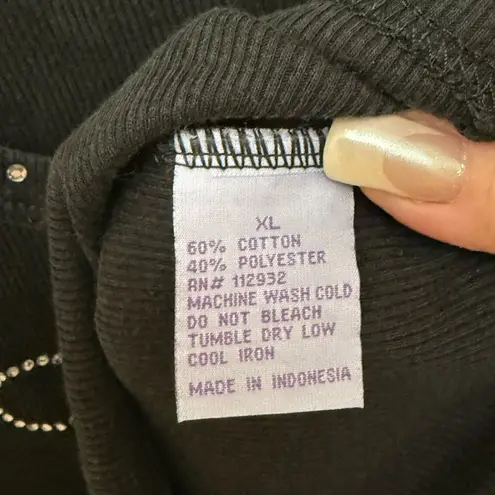 XL
60% COTTON
40% POLYESTER
RN# 112932
MACHINE WASH COLD
DO NOT BLEACH
TUMBLE DRY LOW
COOL IRON
MADE IN INDONESIA